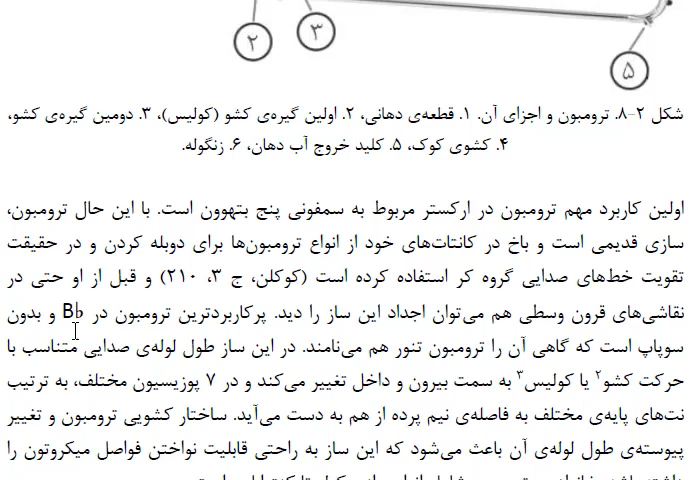 ۲
۳
۵
شکل ۲-۸. ترومبون و اجزای آن. ۱. قطعه‌ی دهانی، ۲. اولین گیره‌ی کشو (کولیس)، ۳. دومین گیره‌ی کشو،
۴. کشوی کوک، ۵. کلید خروج آب دهان، ۶. زنگوله.
اولین کاربرد مهم ترومبون در ارکستر مربوط به سمفونی پنج بتهوون است. با این حال ترومبون،
سازی قدیمی است و باخ در کانتات‌های خود از انواع ترومبون‌ها برای دوبله کردن و در حقیقت
تقویت خط‌های صدایی گروه کر استفاده کرده است (کوکلن، ج ۳، ۲۱۰) و قبل از او حتی در
نقاشی‌های قرون وسطی هم می‌توان اجداد این ساز را دید. پرکاربردترین ترومبون در B♭ و بدون
سوپاپ است که گاهی آن را ترومبون تنور هم می‌نامند. در این ساز طول لوله‌ی صدایی متناسب با
حرکت کشو۲ یا کولیس۳ به سمت بیرون و داخل تغییر می‌کند و در ۷ پوزیسیون مختلف، به ترتیب
نت‌های پایه‌ی مختلف به فاصله‌ی نیم پرده از هم به دست می‌آید. ساختار کشویی ترومبون و تغییر
پیوسته‌ی طول لوله‌ی آن باعث می‌شود که این ساز به راحتی قابلیت نواختن فواصل میکروتون را